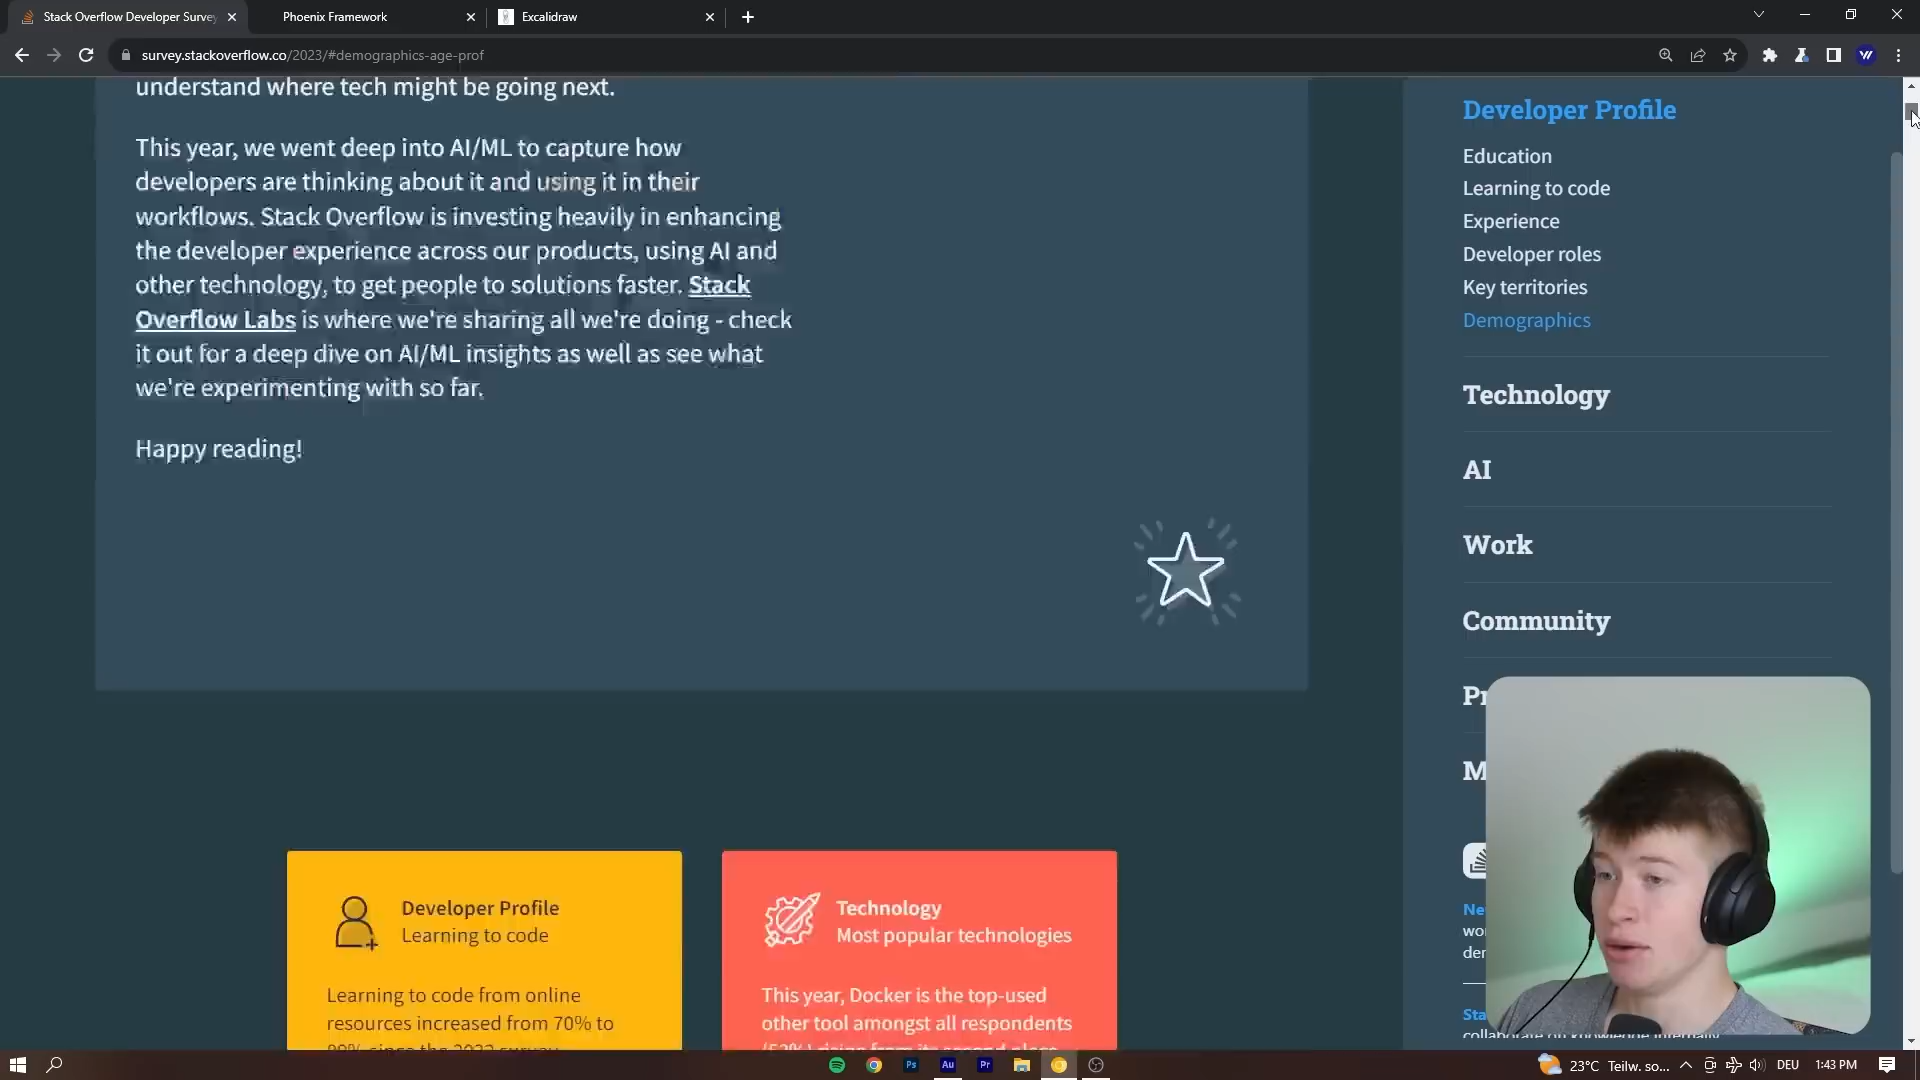 Stack Overflow Developer Survey
Phoenix Framework
Excalidraw
survey.stackoverflow.co/2023/#demographics-age-prof
understand where tech might be going next.
This year, we went deep into AI/ML to capture how
developers are thinking about it and using it in their
workflows. Stack Overflow is investing heavily in enhancing
the developer experience across our products, using AI and
other technology, to get people to solutions faster. Stack
Overflow Labs is where we're sharing all we're doing - check
it out for a deep dive on AI/ML insights as well as see what
we're experimenting with so far.
Happy reading!
Developer Profile
Learning to code
Learning to code from online
resources increased from 70% to
Technology
Most popular technologies
This year, Docker is the top-used
other tool amongst all respondents
Developer Profile
Education
Learning to code
Experience
Developer roles
Key territories
Demographics
Technology
AI
Work
Community
Pr
M
Ne
wo
der
Sta
Ps
Au
Pr
23°C Teilw. so...
DEU
1:43 PM